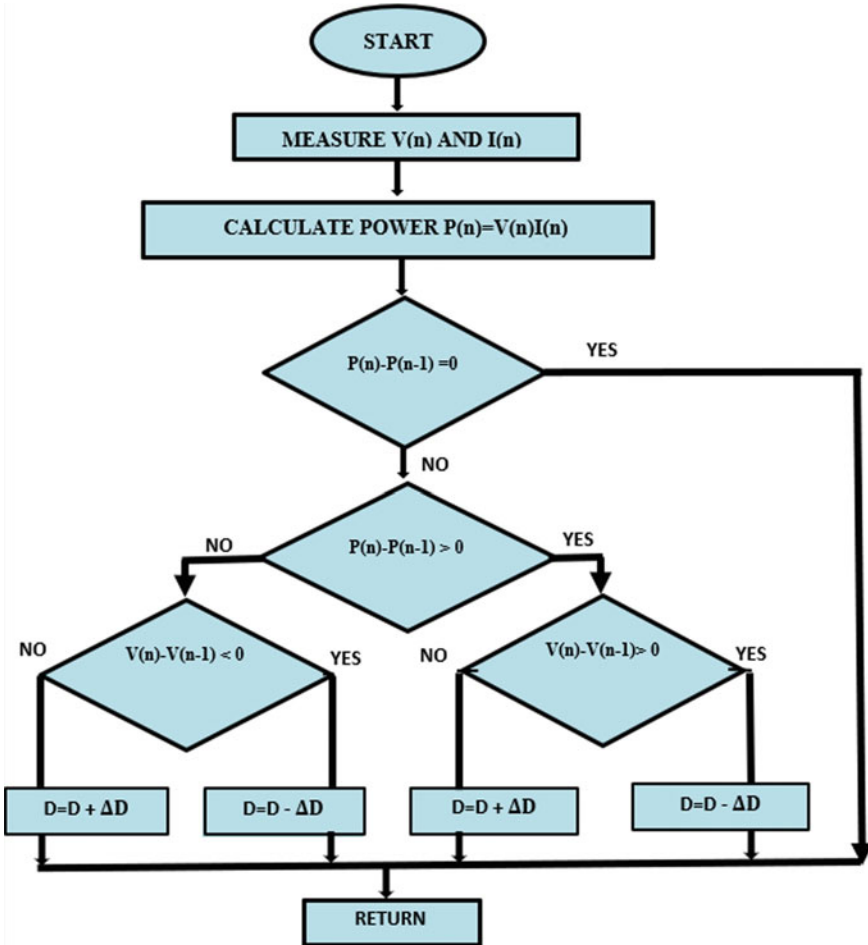 START
MEASURE V(n) AND I(n)
CALCULATE POWER P(n)=V(n)I(n)
P(n)-P(n-1) =0
YES
NO
P(n)-P(n-1) > 0
NO
YES
V(n)-V(n-1) < 0
NO
YES
V(n)-V(n-1)> 0
NO
YES
D=D + ΔD
D=D - ΔD
D=D + ΔD
D=D - ΔD
RETURN